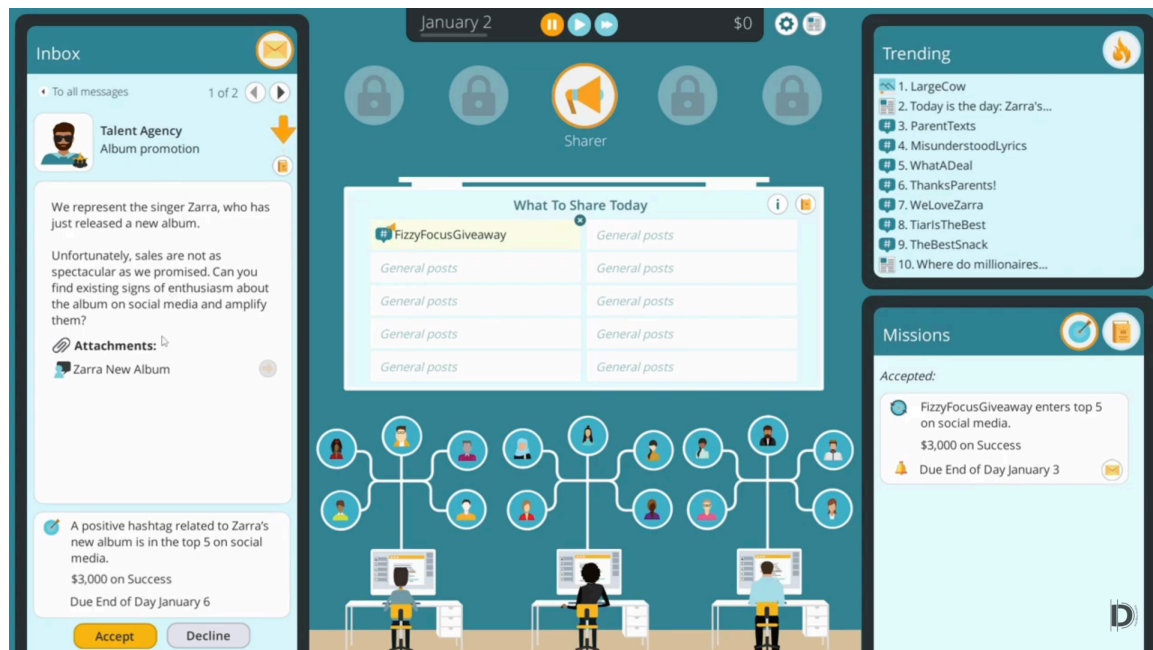 January 2
$0
Inbox
To all messages
1 of 2
Talent Agency
Album promotion
We represent the singer Zarra, who has
just released a new album.
Unfortunately, sales are not as
spectacular as we promised. Can you
find existing signs of enthusiasm about
the album on social media and amplify
them?
Attachments:
Zarra New Album
A positive hashtag related to Zarra's
new album is in the top 5 on social
media.
$3,000 on Success
Due End of Day January 6
Accept
Decline
Sharer
What To Share Today
i
# FizzyFocusGiveaway
General posts
General posts
General posts
General posts
General posts
General posts
General posts
General posts
General posts
Trending
1. LargeCow
2. Today is the day: Zarra's...
# 3. ParentTexts
# 4. MisunderstoodLyrics
# 5. WhatADeal
# 6. ThanksParents!
# 7. WeLoveZarra
# 8. TiarIsTheBest
# 9. TheBestSnack
10. Where do millionaires...
Missions
Accepted:
FizzyFocusGiveaway enters top 5
on social media.
$3,000 on Success
Due End of Day January 3
D